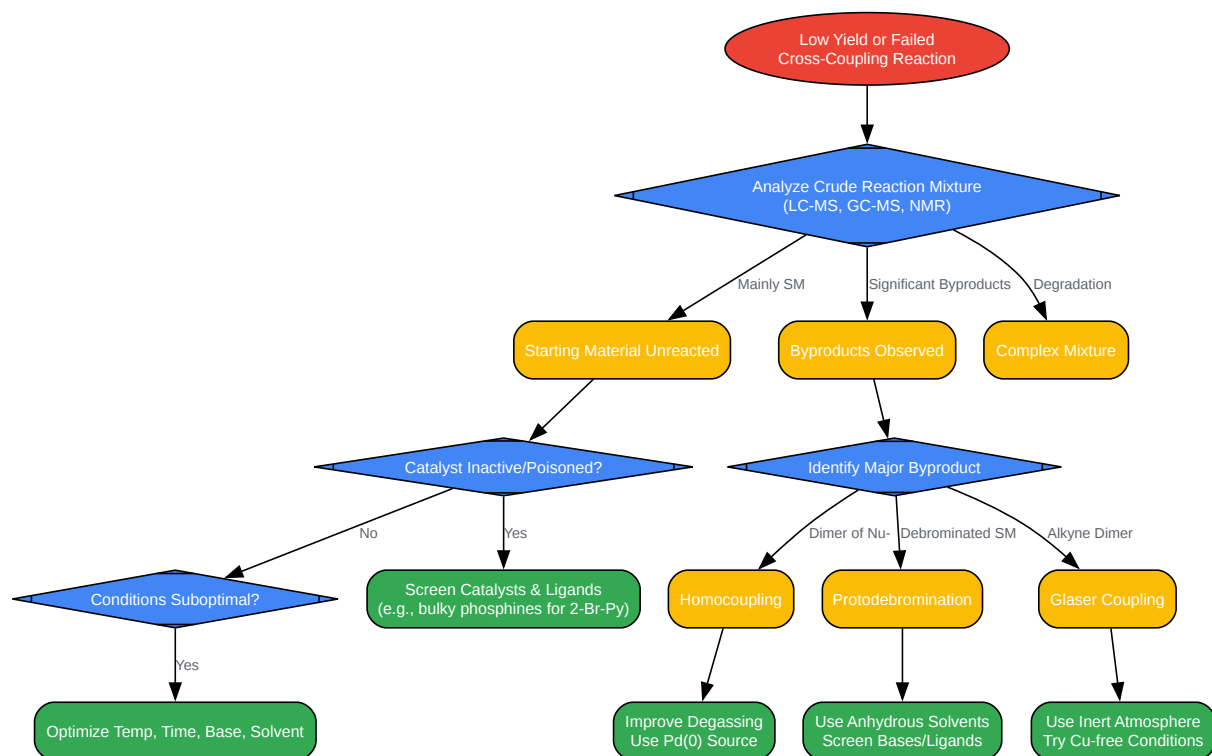 Low Yield or Failed
Cross-Coupling Reaction
Analyze Crude Reaction Mixture
(LC-MS, GC-MS, NMR)
Mainly SM
Significant Byproducts
Degradation
Starting Material Unreacted
Byproducts Observed
Complex Mixture
Catalyst Inactive/Poisoned?
Identify Major Byproduct
No
Yes
Dimer of Nu-
Debrominated SM
Alkyne Dimer
Conditions Suboptimal?
Screen Catalysts & Ligands
(e.g., bulky phosphines for 2-Br-Py)
Homocoupling
Protodebromination
Glaser Coupling
Yes
Optimize Temp, Time, Base, Solvent
Improve Degassing
Use Pd(0) Source
Use Anhydrous Solvents
Screen Bases/Ligands
Use Inert Atmosphere
Try Cu-free Conditions